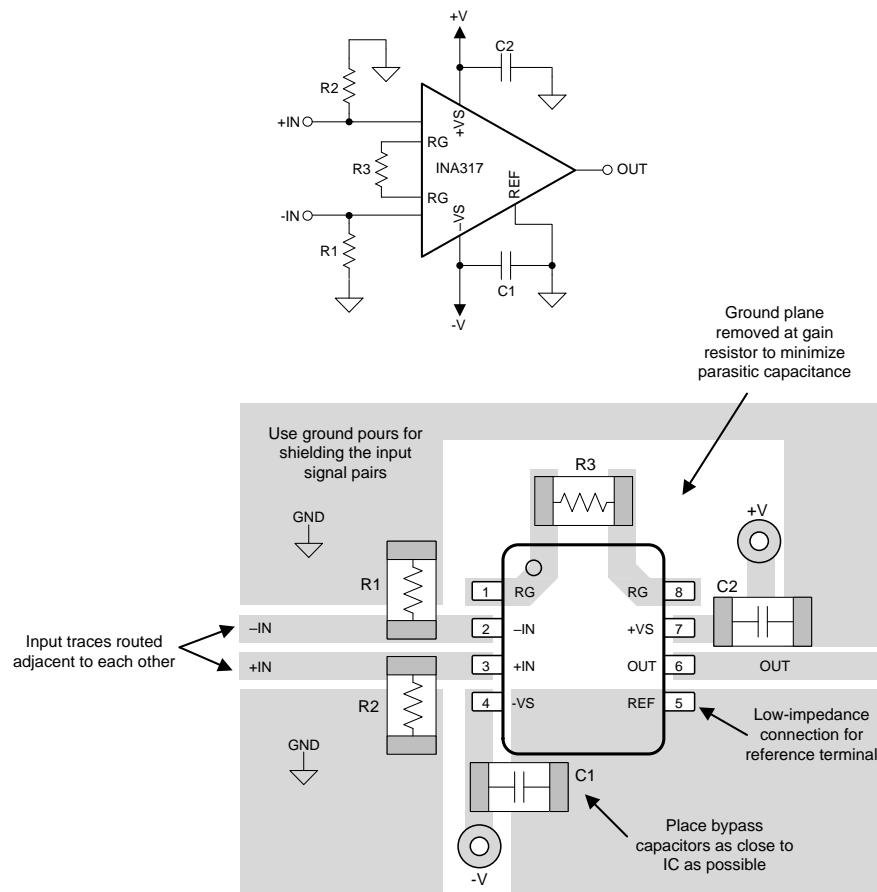 +V
C2
R2
+IN
+VS
RG
R3
INA317
OUT
RG
REF
-IN
–VS
R1
C1
-V
Ground plane
removed at gain
resistor to minimize
parasitic capacitance
Use ground pours for
shielding the input
signal pairs
R3
GND
+V
R1
C2
1
RG
RG
8
Input traces routed
adjacent to each other
–IN
2
–IN
+VS
7
+IN
3
+IN
OUT
6
OUT
R2
4
-VS
REF
5
Low-impedance
connection for
reference terminal
GND
C1
Place bypass
capacitors as close to
IC as possible
-V